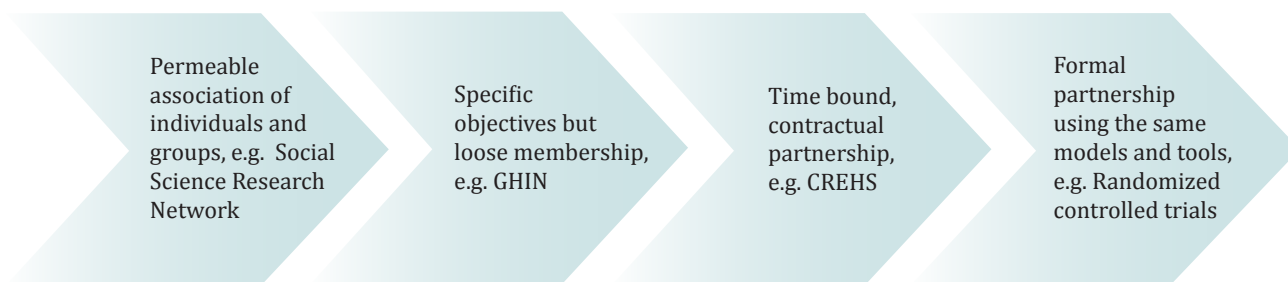 Permeable
association of
individuals and
groups, e.g. Social
Science Research
Network
Specific
objectives but
loose membership,
e.g. GHIN
Time bound,
contractual
partnership,
e.g. CREHS
Formal
partnership
using the same
models and tools,
e.g. Randomized
controlled trials